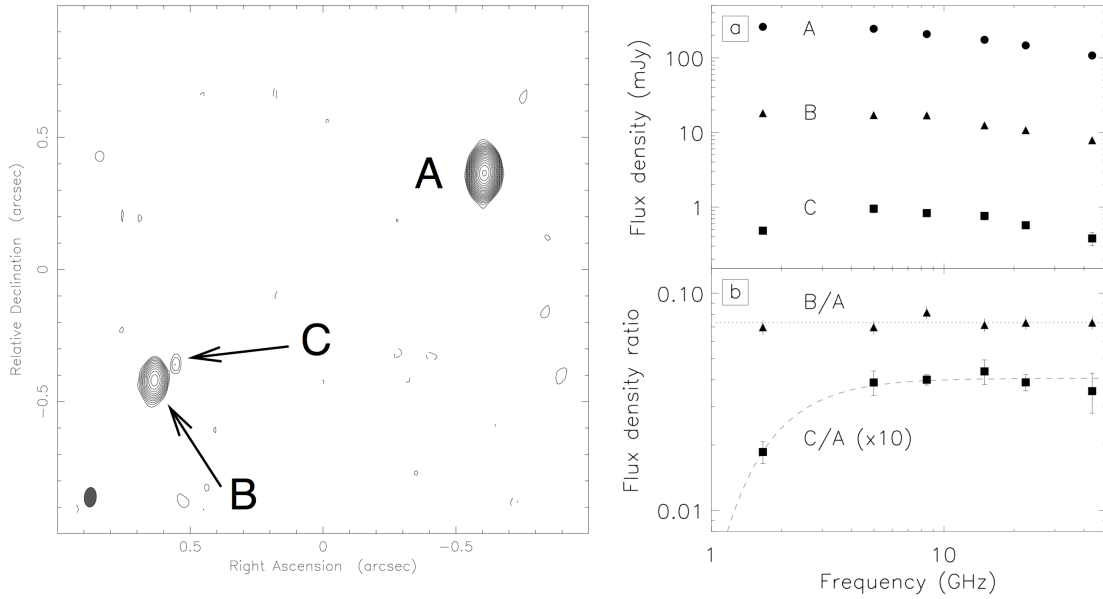 A
B
C
0.5
0
−0.5
Relative Declination (arcsec)
0.5
0
−0.5
Right Ascension (arcsec)
a
A
B
C
100
10
1
Flux density (mJy)
b
B/A
C/A (x10)
0.10
0.01
Flux density ratio
1
10
Frequency (GHz)